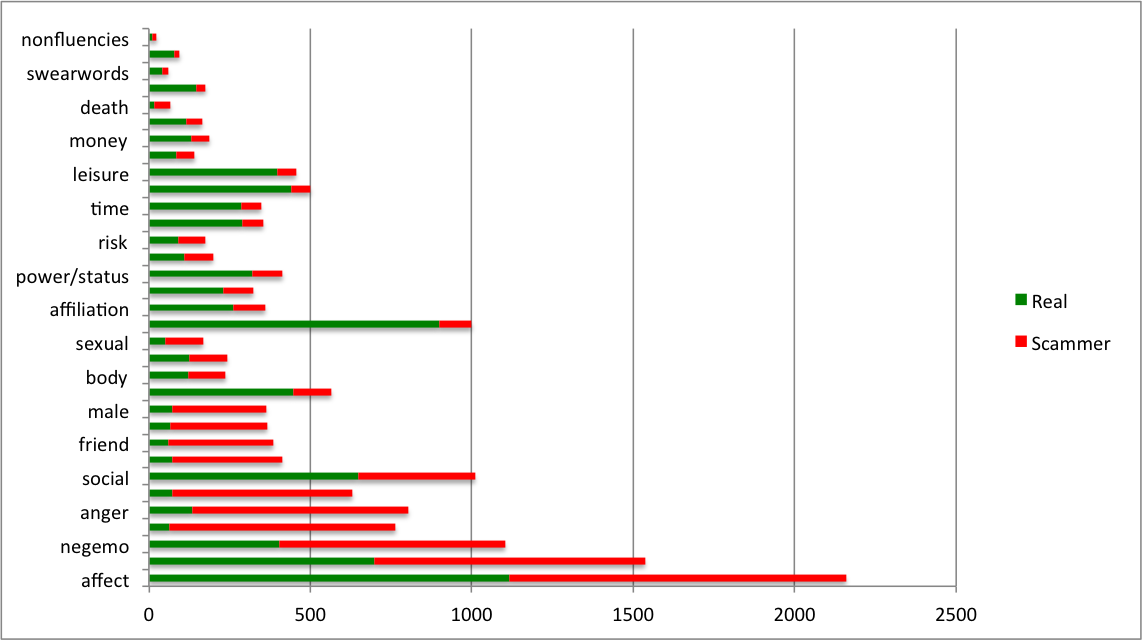 nonfluencies
swearwords
death
money
leisure
time
risk
power/status
affiliation
sexual
body
male
friend
social
anger
negemo
affect
0 500 1000 1500 2000 2500
Real
Scammer